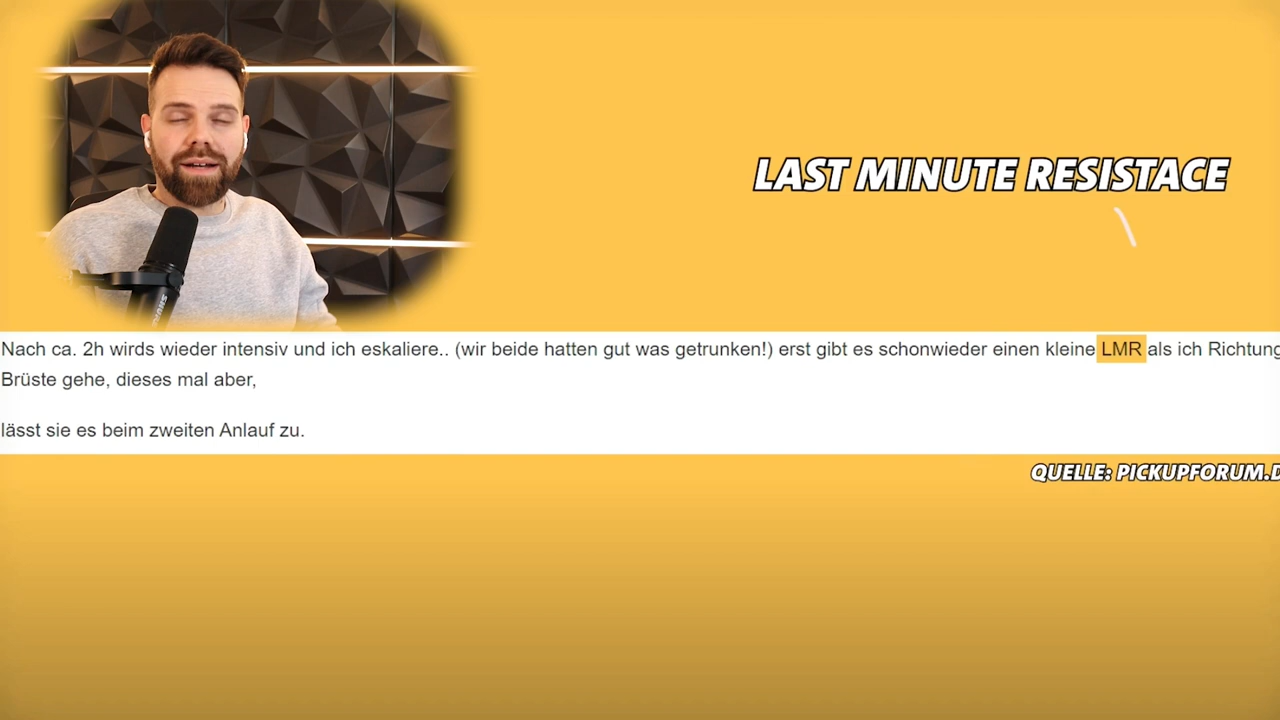 LAST MINUTE RESISTACE
Nach ca. 2h wirds wieder intensiv und ich eskaliere.. (wir beide hatten gut was getrunken!) erst gibt es schonwieder einen kleine LMR als ich Richtung
Brüste gehe, dieses mal aber,
lässt sie es beim zweiten Anlauf zu.
QUELLE: PICKUPFORUM.D
SHURE